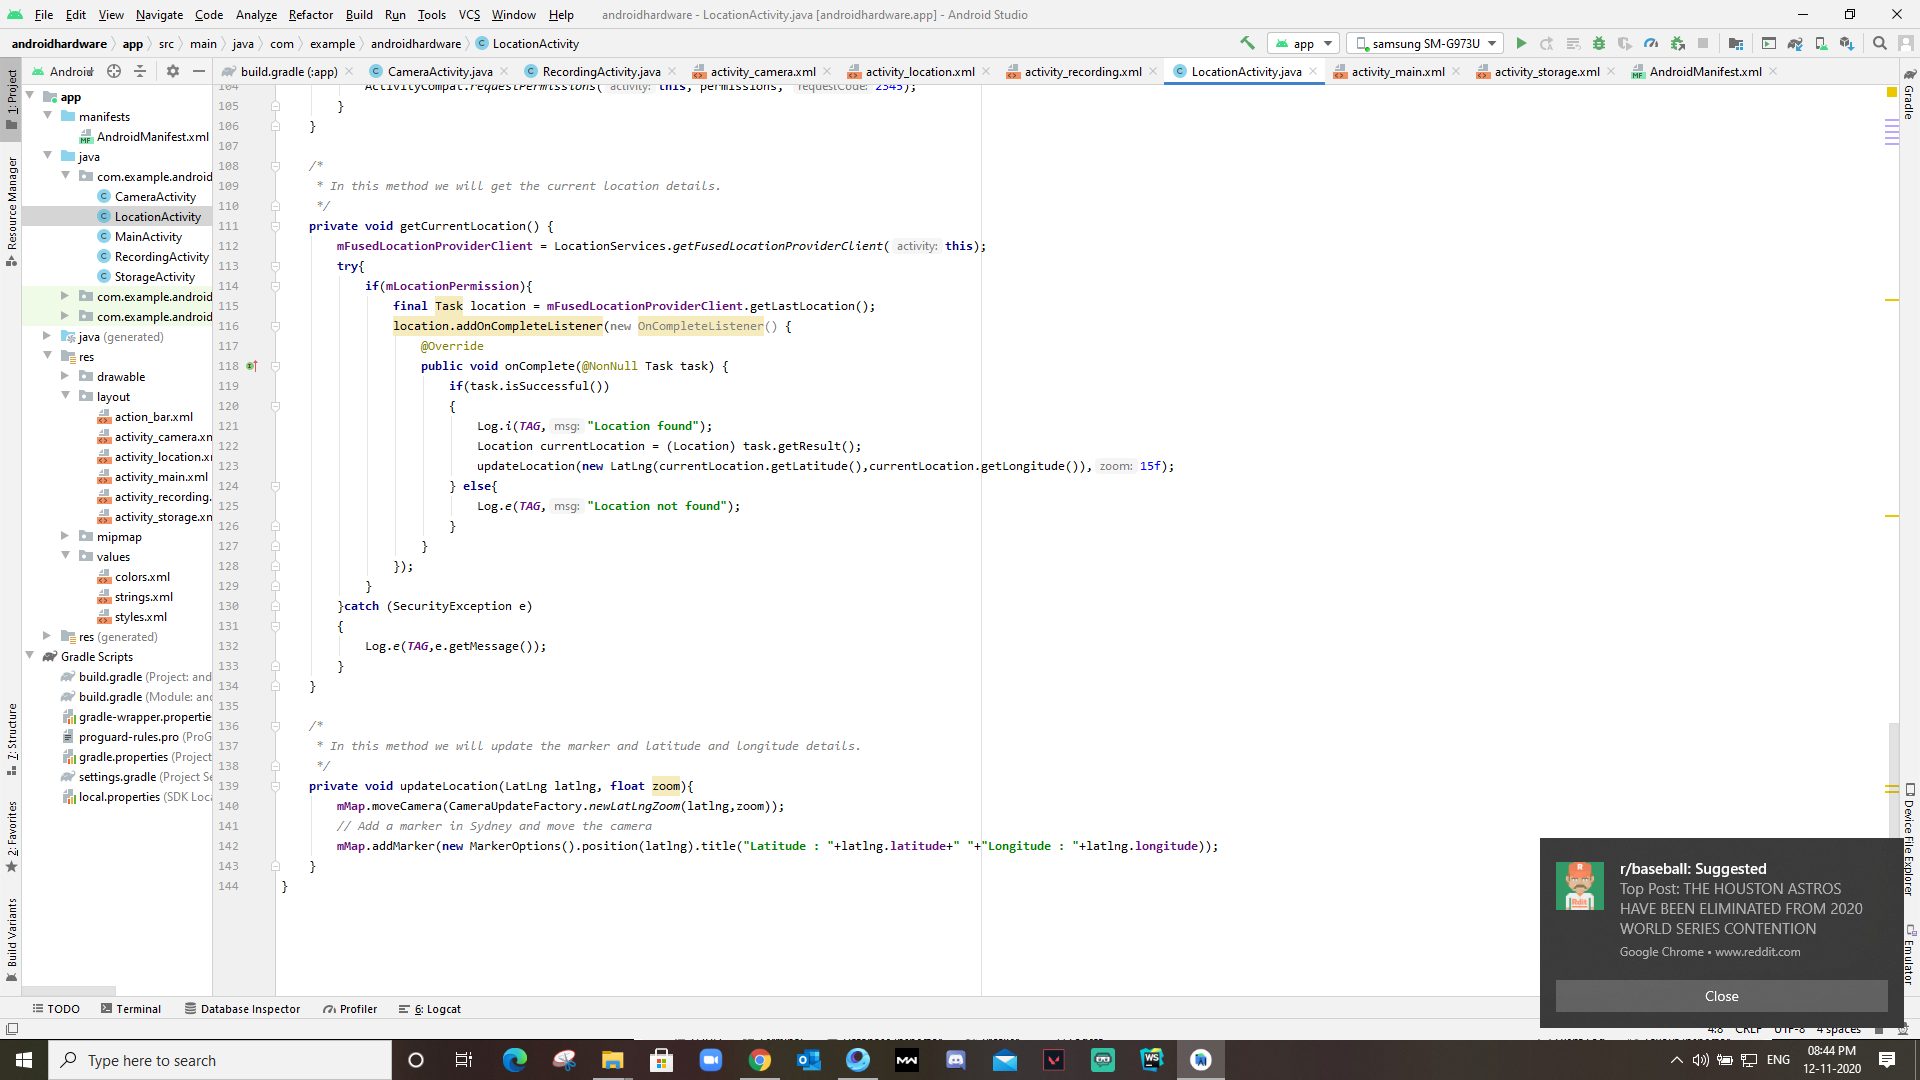 File Edit View Navigate Code Analyze Refactor Build Run Tools VCS Window Help androidhardware - LocationActivity.java [androidhardware.app] - Android Studio
androidhardware app src main java com example androidhardware LocationActivity app samsung SM-G973U
Android build.gradle (:app) CameraActivity.java RecordingActivity.java activity_camera.xml activity_location.xml activity_recording.xml LocationActivity.java activity_main.xml activity_storage.xml AndroidManifest.xml
1: Project
Resource Manager
7: Structure
2: Favorites
Build Variants
app
manifests
AndroidManifest.xml
java
com.example.android
CameraActivity
LocationActivity
MainActivity
RecordingActivity
StorageActivity
com.example.android
com.example.android
java (generated)
res
drawable
layout
action_bar.xml
activity_camera.xm
activity_location.x
activity_main.xml
activity_recording.
activity_storage.xm
mipmap
values
colors.xml
strings.xml
styles.xml
res (generated)
Gradle Scripts
build.gradle (Project: and
build.gradle (Module: and
gradle-wrapper.propertie
proguard-rules.pro (ProG
gradle.properties (Project
settings.gradle (Project Se
local.properties (SDK Loca
104 ActivityCompat.requestPermissions( activity: this, permissions, requestCode: 2345);
105 }
106 }
107
108 /*
109 * In this method we will get the current location details.
110 */
111 private void getCurrentLocation() {
112 mFusedLocationProviderClient = LocationServices.getFusedLocationProviderClient( activity: this);
113 try{
114 if(mLocationPermission){
115 final Task location = mFusedLocationProviderClient.getLastLocation();
116 location.addOnCompleteListener(new OnCompleteListener() {
117 @Override
118 public void onComplete(@NonNull Task task) {
119 if(task.isSuccessful())
120 {
121 Log.i(TAG, msg: "Location found");
122 Location currentLocation = (Location) task.getResult();
123 updateLocation(new LatLng(currentLocation.getLatitude(),currentLocation.getLongitude()), zoom: 15f);
124 } else{
125 Log.e(TAG, msg: "Location not found");
126 }
127 }
128 });
129 }
130 }catch (SecurityException e)
131 {
132 Log.e(TAG,e.getMessage());
133 }
134 }
135
136 /*
137 * In this method we will update the marker and latitude and longitude details.
138 */
139 private void updateLocation(LatLng latlng, float zoom){
140 mMap.moveCamera(CameraUpdateFactory.newLatLngZoom(latlng,zoom));
141 // Add a marker in Sydney and move the camera
142 mMap.addMarker(new MarkerOptions().position(latlng).title("Latitude : "+latlng.latitude+" "+"Longitude : "+latlng.longitude));
143 }
144 }
Gradle
Device File Explorer
Emulator
r/baseball: Suggested
Top Post: THE HOUSTON ASTROS
HAVE BEEN ELIMINATED FROM 2020
WORLD SERIES CONTENTION
Google Chrome • www.reddit.com
Close
TODO Terminal Database Inspector Profiler 6: Logcat
4:8 CRLF UTF-8 4 spaces
Type here to search
ENG
08:44 PM
12-11-2020